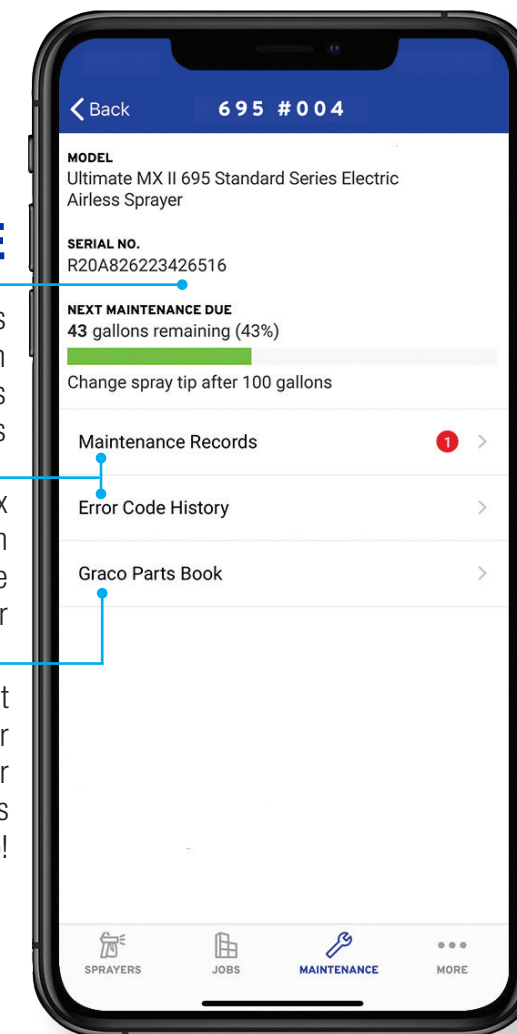 Back
695 #004
MODEL
Ultimate MX II 695 Standard Series Electric
Airless Sprayer
SERIAL NO.
R20A826223426516
NEXT MAINTENANCE DUE
43 gallons remaining (43%)
Change spray tip after 100 gallons
Maintenance Records
1
Error Code History
Graco Parts Book
SPRAYERS
JOBS
MAINTENANCE
MORE